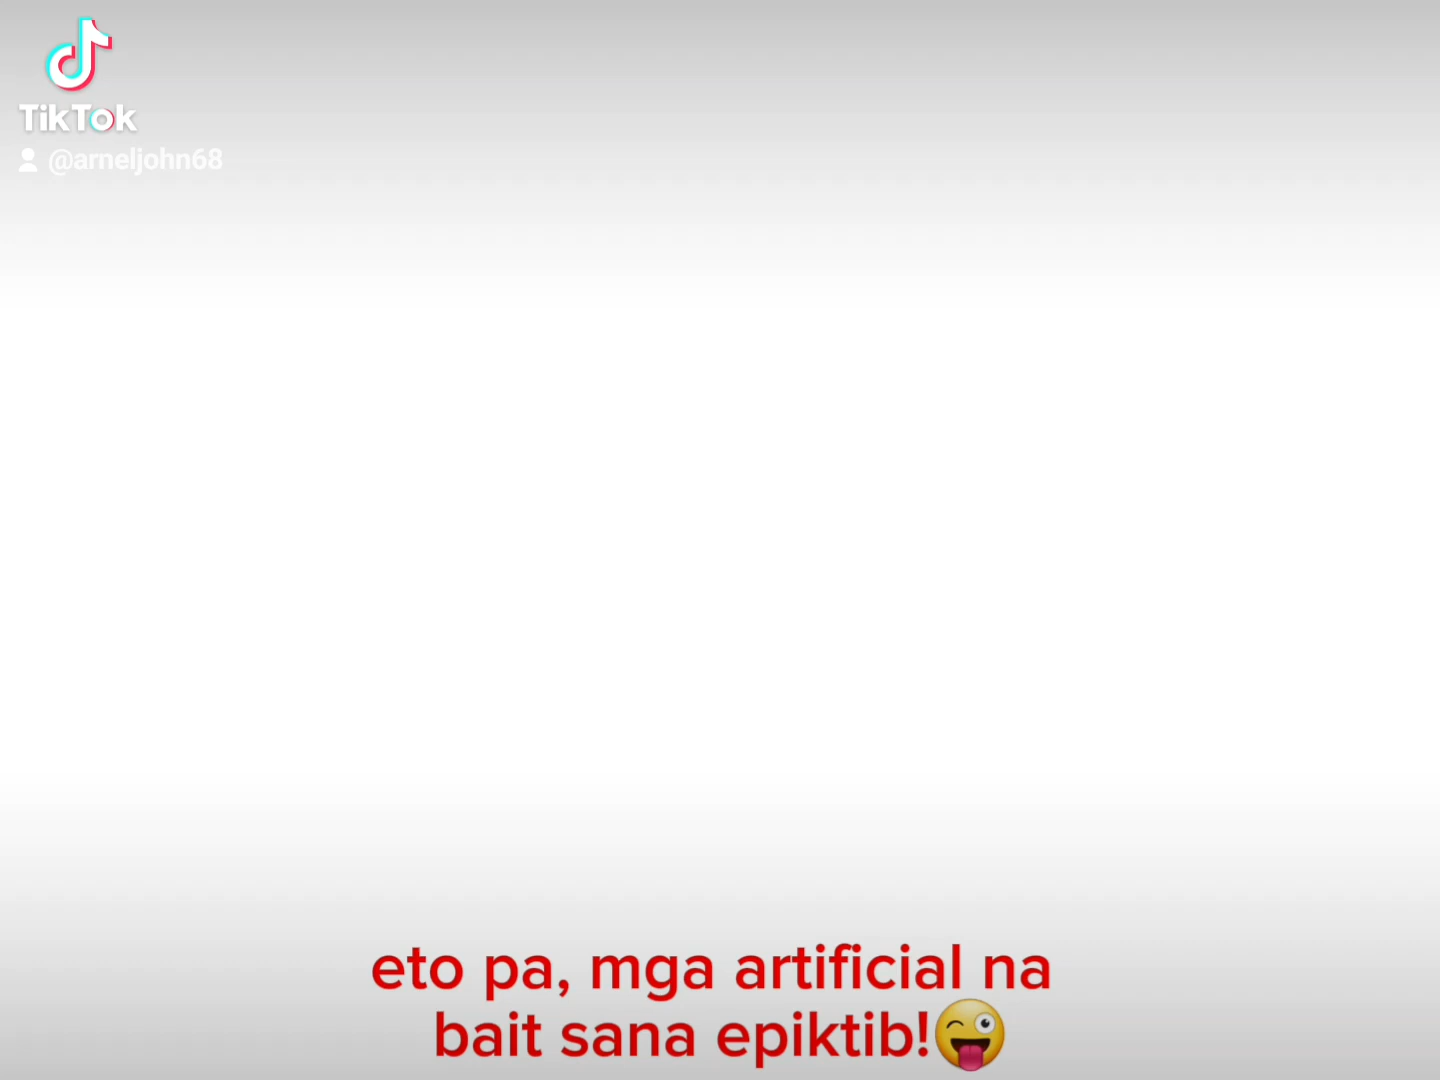 TikTok
@arneljohn68
eto pa, mga artificial na
bait sana epiktib!😜